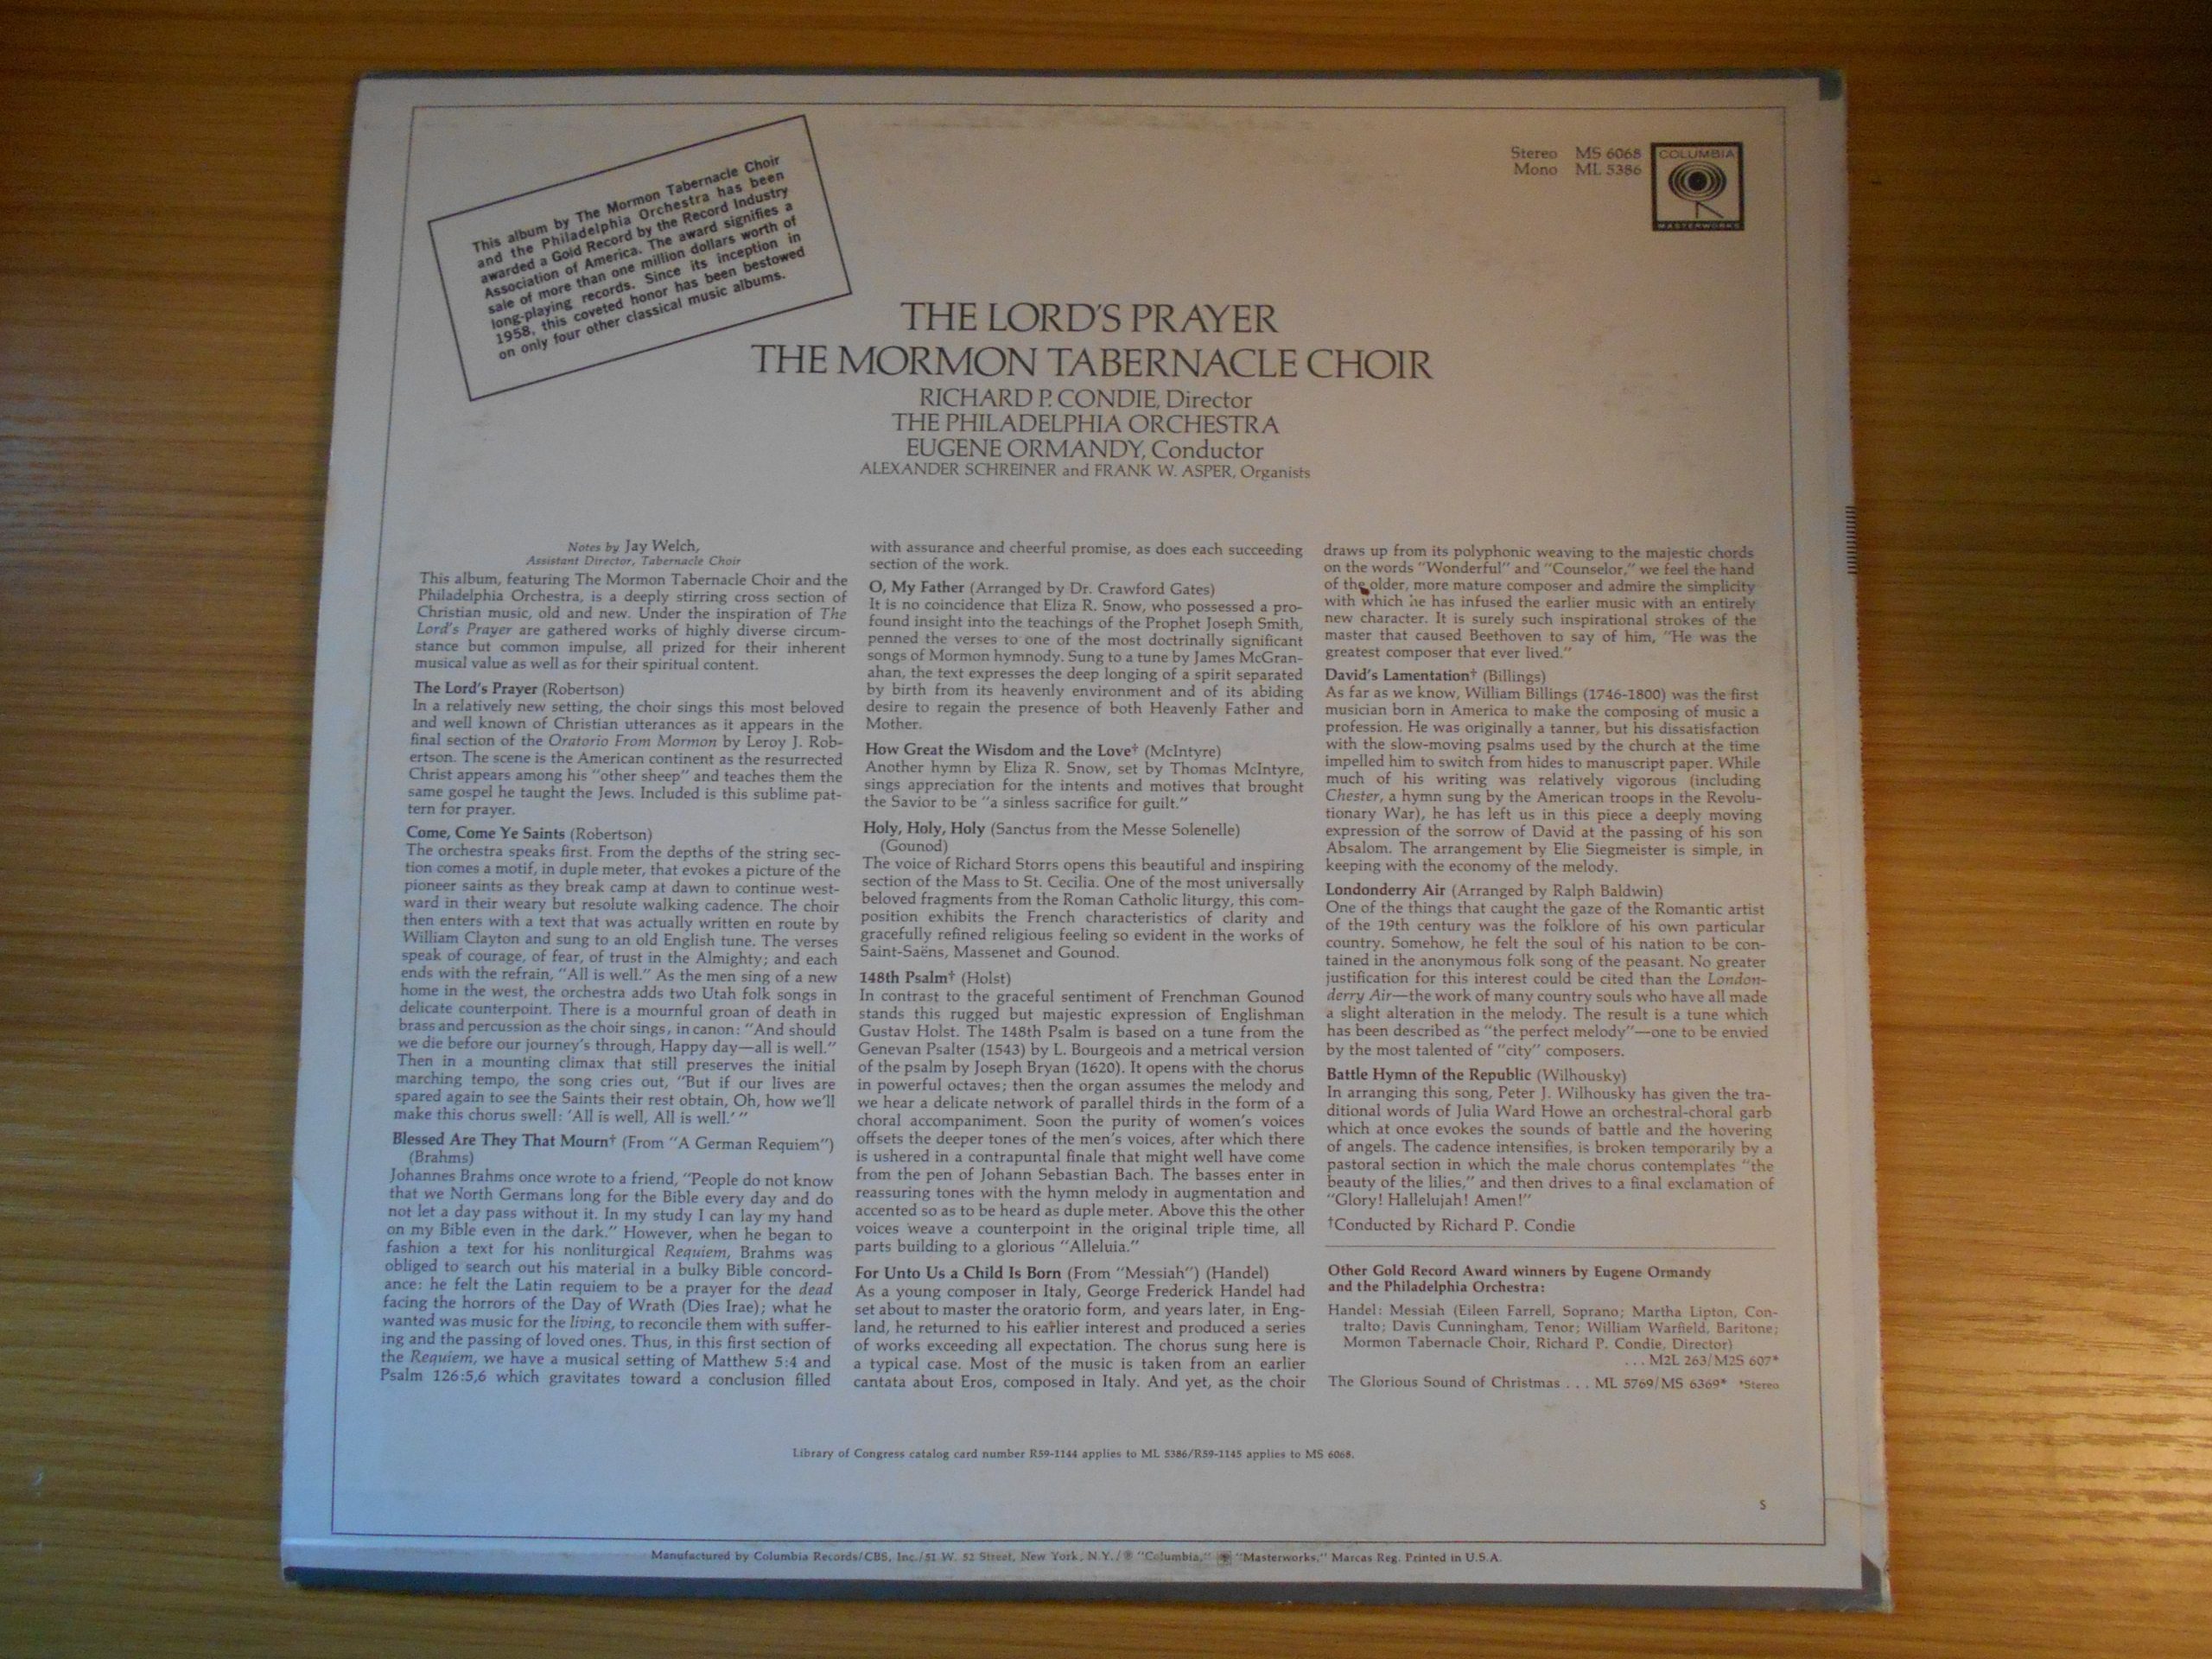 This album by The Mormon Tabernacle Choir
and the Philadelphia Orchestra has been
awarded a Gold Record by the Record Industry
Association of America. The award signifies a
sale of more than one million dollars worth of
long-playing records. Since its inception in
1958, this coveted honor has been bestowed
on only four other classical music albums.
Stereo MS 6068
Mono ML 5386
COLUMBIA
MASTERWORKS
THE LORD'S PRAYER
THE MORMON TABERNACLE CHOIR
RICHARD P. CONDIE, Director
THE PHILADELPHIA ORCHESTRA
EUGENE ORMANDY, Conductor
ALEXANDER SCHREINER and FRANK W. ASPER, Organists
Notes by Jay Welch,
Assistant Director, Tabernacle Choir
This album, featuring The Mormon Tabernacle Choir and the
Philadelphia Orchestra, is a deeply stirring cross section of
Christian music, old and new. Under the inspiration of The
Lord's Prayer are gathered works of highly diverse circum-
stance but common impulse, all prized for their inherent
musical value as well as for their spiritual content.
The Lord's Prayer (Robertson)
In a relatively new setting, the choir sings this most beloved
and well known of Christian utterances as it appears in the
final section of the Oratorio From Mormon by Leroy J. Rob-
ertson. The scene is the American continent as the resurrected
Christ appears among his "other sheep" and teaches them the
same gospel he taught the Jews. Included is this sublime pat-
tern for prayer.
Come, Come Ye Saints (Robertson)
The orchestra speaks first. From the depths of the string sec-
tion comes a motif, in duple meter, that evokes a picture of the
pioneer saints as they break camp at dawn to continue west-
ward in their weary but resolute walking cadence. The choir
then enters with a text that was actually written en route by
William Clayton and sung to an old English tune. The verses
speak of courage, of fear, of trust in the Almighty; and each
ends with the refrain, "All is well." As the men sing of a new
home in the west, the orchestra adds two Utah folk songs in
delicate counterpoint. There is a mournful groan of death in
brass and percussion as the choir sings, in canon: "And should
we die before our journey's through, Happy day—all is well."
Then in a mounting climax that still preserves the initial
marching tempo, the song cries out, "But if our lives are
spared again to see the Saints their rest obtain, Oh, how we'll
make this chorus swell: 'All is well, All is well.' "
Blessed Are They That Mourn† (From "A German Requiem")
(Brahms)
Johannes Brahms once wrote to a friend, "People do not know
that we North Germans long for the Bible every day and do
not let a day pass without it. In my study I can lay my hand
on my Bible even in the dark." However, when he began to
fashion a text for his nonliturgical Requiem, Brahms was
obliged to search out his material in a bulky Bible concord-
ance: he felt the Latin requiem to be a prayer for the dead
facing the horrors of the Day of Wrath (Dies Irae); what he
wanted was music for the living, to reconcile them with suffer-
ing and the passing of loved ones. Thus, in this first section of
the Requiem, we have a musical setting of Matthew 5:4 and
Psalm 126:5,6 which gravitates toward a conclusion filled
with assurance and cheerful promise, as does each succeeding
section of the work.
O, My Father (Arranged by Dr. Crawford Gates)
It is no coincidence that Eliza R. Snow, who possessed a pro-
found insight into the teachings of the Prophet Joseph Smith,
penned the verses to one of the most doctrinally significant
songs of Mormon hymnody. Sung to a tune by James McGran-
ahan, the text expresses the deep longing of a spirit separated
by birth from its heavenly environment and of its abiding
desire to regain the presence of both Heavenly Father and
Mother.
How Great the Wisdom and the Love† (McIntyre)
Another hymn by Eliza R. Snow, set by Thomas McIntyre,
sings appreciation for the intents and motives that brought
the Savior to be "a sinless sacrifice for guilt."
Holy, Holy, Holy (Sanctus from the Messe Solenelle)
(Gounod)
The voice of Richard Storrs opens this beautiful and inspiring
section of the Mass to St. Cecilia. One of the most universally
beloved fragments from the Roman Catholic liturgy, this com-
position exhibits the French characteristics of clarity and
gracefully refined religious feeling so evident in the works of
Saint-Saëns, Massenet and Gounod.
148th Psalm† (Holst)
In contrast to the graceful sentiment of Frenchman Gounod
stands this rugged but majestic expression of Englishman
Gustav Holst. The 148th Psalm is based on a tune from the
Genevan Psalter (1543) by L. Bourgeois and a metrical version
of the psalm by Joseph Bryan (1620). It opens with the chorus
in powerful octaves; then the organ assumes the melody and
we hear a delicate network of parallel thirds in the form of a
choral accompaniment. Soon the purity of women's voices
offsets the deeper tones of the men's voices, after which there
is ushered in a contrapuntal finale that might well have come
from the pen of Johann Sebastian Bach. The basses enter in
reassuring tones with the hymn melody in augmentation and
accented so as to be heard as duple meter. Above this the other
voices weave a counterpoint in the original triple time, all
parts building to a glorious "Alleluia."
For Unto Us a Child Is Born (From "Messiah") (Handel)
As a young composer in Italy, George Frederick Handel had
set about to master the oratorio form, and years later, in Eng-
land, he returned to his earlier interest and produced a series
of works exceeding all expectation. The chorus sung here is
a typical case. Most of the music is taken from an earlier
cantata about Eros, composed in Italy. And yet, as the choir
draws up from its polyphonic weaving to the majestic chords
on the words "Wonderful" and "Counselor," we feel the hand
of the older, more mature composer and admire the simplicity
with which he has infused the earlier music with an entirely
new character. It is surely such inspirational strokes of the
master that caused Beethoven to say of him, "He was the
greatest composer that ever lived."
David's Lamentation† (Billings)
As far as we know, William Billings (1746-1800) was the first
musician born in America to make the composing of music a
profession. He was originally a tanner, but his dissatisfaction
with the slow-moving psalms used by the church at the time
impelled him to switch from hides to manuscript paper. While
much of his writing was relatively vigorous (including
Chester, a hymn sung by the American troops in the Revolu-
tionary War), he has left us in this piece a deeply moving
expression of the sorrow of David at the passing of his son
Absalom. The arrangement by Elie Siegmeister is simple, in
keeping with the economy of the melody.
Londonderry Air (Arranged by Ralph Baldwin)
One of the things that caught the gaze of the Romantic artist
of the 19th century was the folklore of his own particular
country. Somehow, he felt the soul of his nation to be con-
tained in the anonymous folk song of the peasant. No greater
justification for this interest could be cited than the London-
derry Air—the work of many country souls who have all made
a slight alteration in the melody. The result is a tune which
has been described as "the perfect melody"—one to be envied
by the most talented of "city" composers.
Battle Hymn of the Republic (Wilhousky)
In arranging this song, Peter J. Wilhousky has given the tra-
ditional words of Julia Ward Howe an orchestral-choral garb
which at once evokes the sounds of battle and the hovering
of angels. The cadence intensifies, is broken temporarily by a
pastoral section in which the male chorus contemplates "the
beauty of the lilies," and then drives to a final exclamation of
"Glory! Hallelujah! Amen!"
†Conducted by Richard P. Condie
Other Gold Record Award winners by Eugene Ormandy
and the Philadelphia Orchestra:
Handel: Messiah (Eileen Farrell, Soprano; Martha Lipton, Con-
tralto; Davis Cunningham, Tenor; William Warfield, Baritone;
Mormon Tabernacle Choir, Richard P. Condie, Director)
. . . M2L 263/M2S 607*
The Glorious Sound of Christmas . . . ML 5769/MS 6369* *Stereo
Library of Congress catalog card number R59-1144 applies to ML 5386/R59-1145 applies to MS 6068.
S
Manufactured by Columbia Records/CBS, Inc./51 W. 52 Street, New York, N.Y./® "Columbia," "Masterworks," Marcas Reg. Printed in U.S.A.